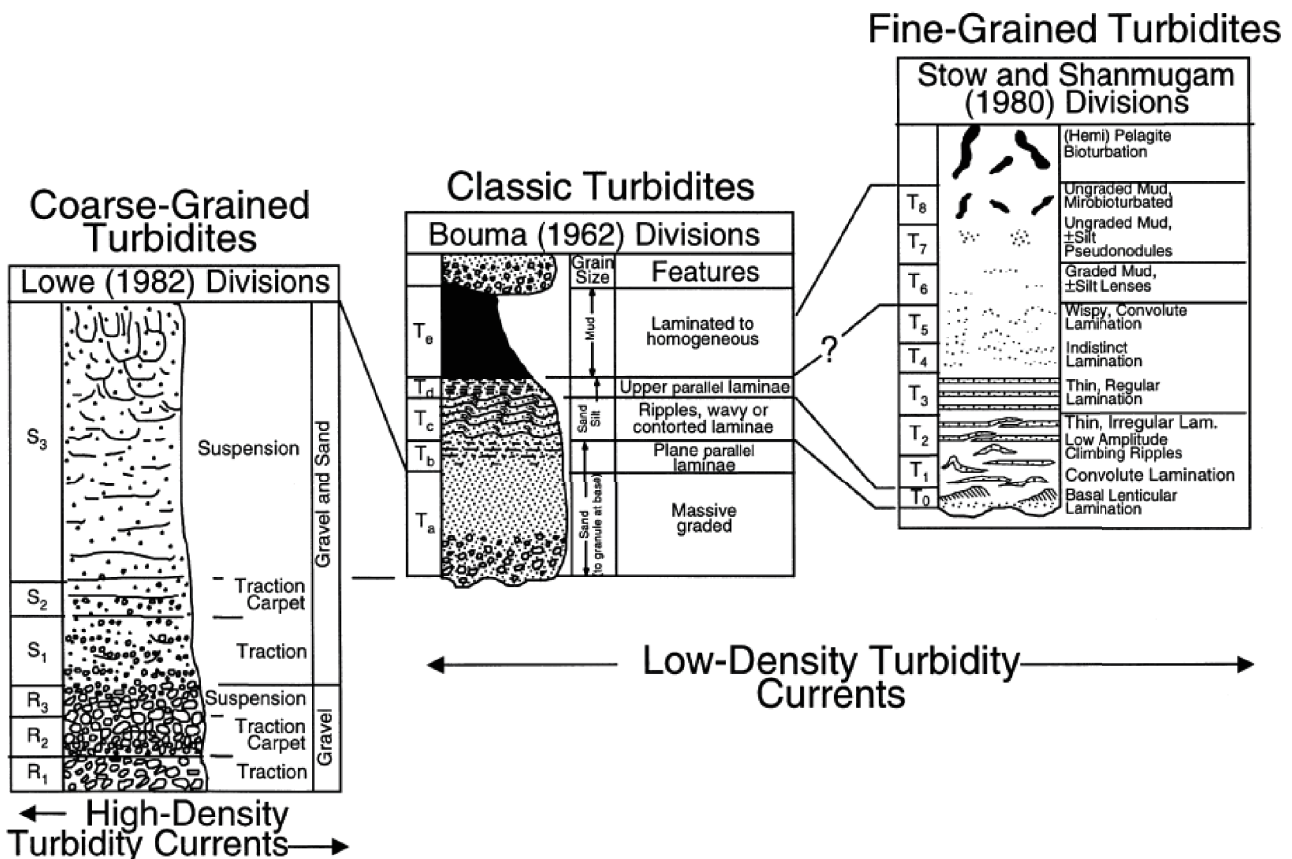 Coarse-Grained
Turbidites
Lowe (1982) Divisions
S3
S2
S1
R3
R2
R1
Suspension
Traction
Carpet
Traction
Suspension
Traction
Carpet
Traction
Gravel and Sand
Gravel
High-Density
Turbidity Currents
Classic Turbidites
Bouma (1962) Divisions
Grain
Size
Features
Te
Td
Tc
Tb
Ta
Mud
Sand
Silt
Sand
(to granule at base)
Laminated to
homogeneous
Upper parallel laminae
Ripples, wavy or
contorted laminae
Plane parallel
laminae
Massive
graded
?
Low-Density Turbidity
Currents
Fine-Grained Turbidites
Stow and Shanmugam
(1980) Divisions
(Hemi) Pelagite
Bioturbation
T8
Ungraded Mud,
Mirobioturbated
T7
Ungraded Mud,
±Silt
Pseudonodules
T6
Graded Mud,
±Silt Lenses
T5
Wispy, Convolute
Lamination
T4
Indistinct
Lamination
T3
Thin, Regular
Lamination
T2
Thin, Irregular Lam.
Low Amplitude
Climbing Ripples
T1
Convolute Lamination
T0
Basal Lenticular
Lamination